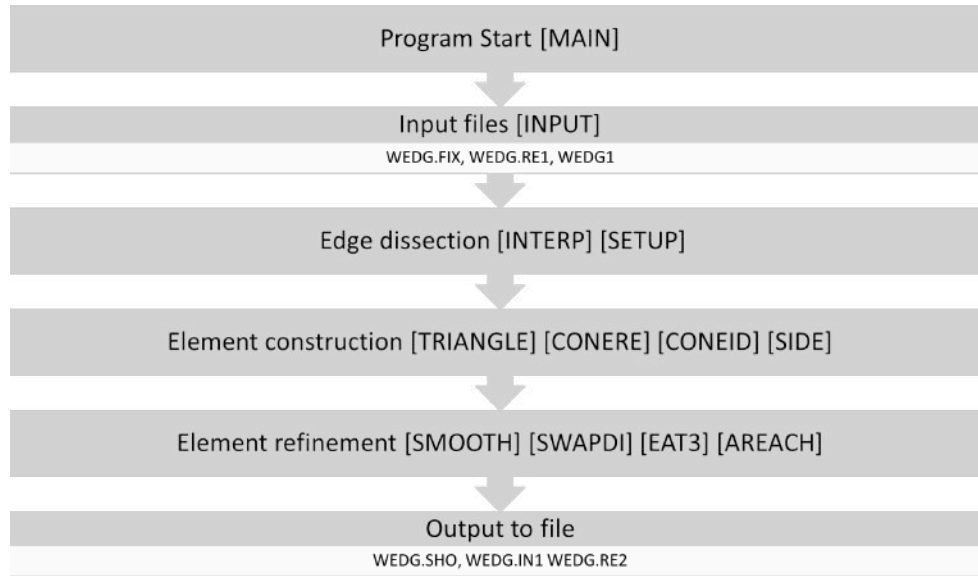 Program Start [MAIN]
Input files [INPUT]
WEDG.FIX, WEDG.RE1, WEDG1
Edge dissection [INTERP] [SETUP]
Element construction [TRIANGLE] [CONERE] [CONEID] [SIDE]
Element refinement [SMOOTH] [SWAPDI] [EAT3] [AREACH]
Output to file
WEDG.SHO, WEDG.IN1 WEDG.RE2